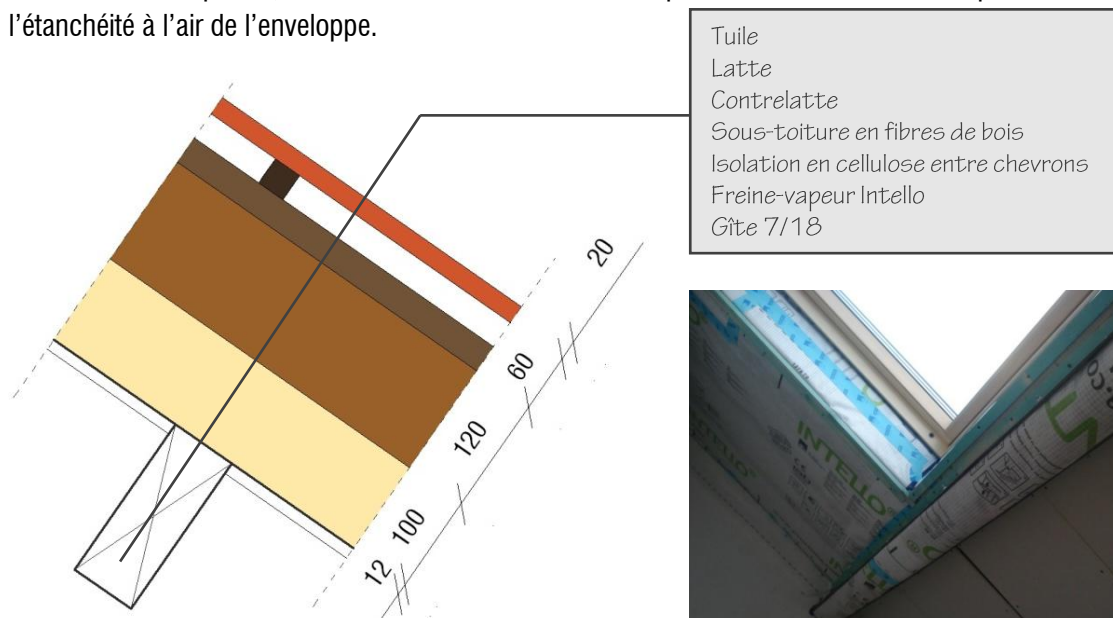 l’étanchéité à l’air de l’enveloppe.
Tuile
Latte
Contrelatte
Sous-toiture en fibres de bois
Isolation en cellulose entre chevrons
Freine-vapeur Intello
Gîte 7/18
20
60
120
100
12
INTELLO